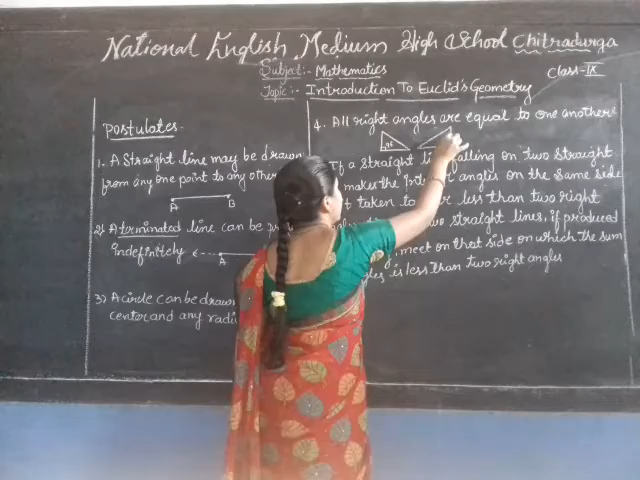 National English Medium High School Chitradurga
Subject:- Mathematics
Class-IX
Topic:- Introduction To Euclid's Geometry
Postulates.
1. A Straight line may be drawn
from any one point to any other
A B
2) A terminated line can be
indefinitely
A
3) A circle can be drawn
center and any
4. All right angles are equal to one another
If a straight falling on two straight
makes the angles on the same side
taken to less than two right
two straight lines, if produced
meet on that side on which the sum
is less than two right angles